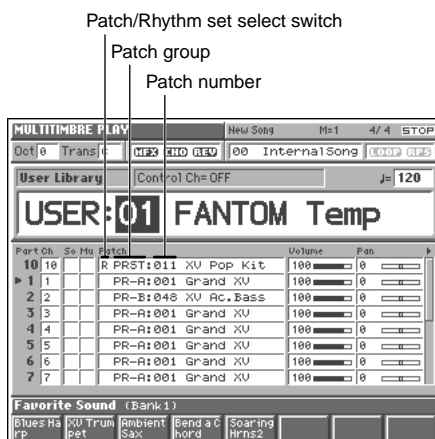 Patch/Rhythm set select switch
Patch group
Patch number
MULTITIMBRE PLAY New Song M=1 4/ 4 STOP
Oct 0 Trans C MFX CHO REV 00 InternalSong LOOP RPS
User Library Control Ch= OFF ♩= 120
USER:01 FANTOM Temp
Part Ch So Mu Patch Volume Pan
10 10 R PRST:011 XV Pop Kit 100 0
1 1 PR-A:001 Grand XV 100 0
2 2 PR-B:048 XV Ac.Bass 100 0
3 3 PR-A:001 Grand XV 100 0
4 4 PR-A:001 Grand XV 100 0
5 5 PR-A:001 Grand XV 100 0
6 6 PR-A:001 Grand XV 100 0
7 7 PR-A:001 Grand XV 100 0
Favorite Sound (Bank1)
Blues Harp XV Trumpet Ambient Sax Bend a Chord Soaring Hrns2